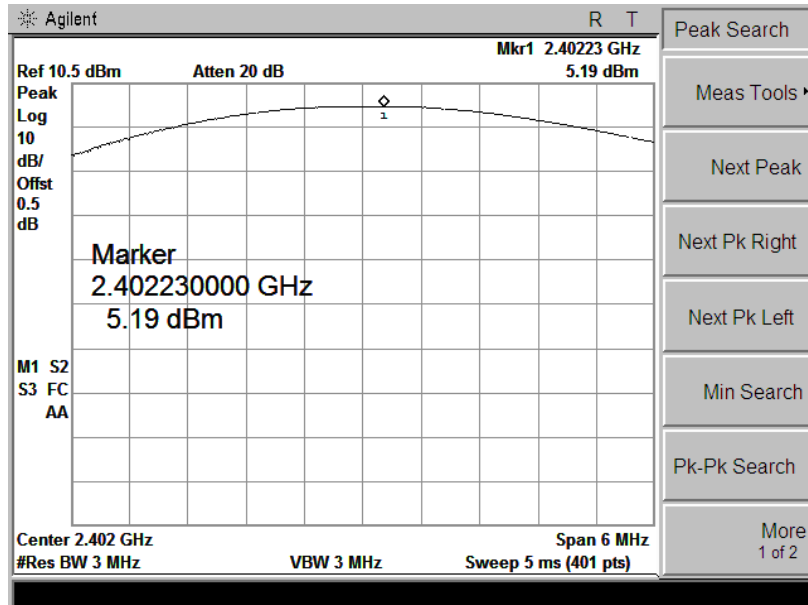 Agilent
R T
Mkr1 2.40223 GHz
Ref 10.5 dBm Atten 20 dB 5.19 dBm
Peak
Log
10
dB/
Offst
0.5
dB
1
Marker
2.402230000 GHz
5.19 dBm
M1 S2
S3 FC
AA
Center 2.402 GHz Span 6 MHz
#Res BW 3 MHz VBW 3 MHz Sweep 5 ms (401 pts)
Peak Search
Meas Tools
Next Peak
Next Pk Right
Next Pk Left
Min Search
Pk-Pk Search
More
1 of 2